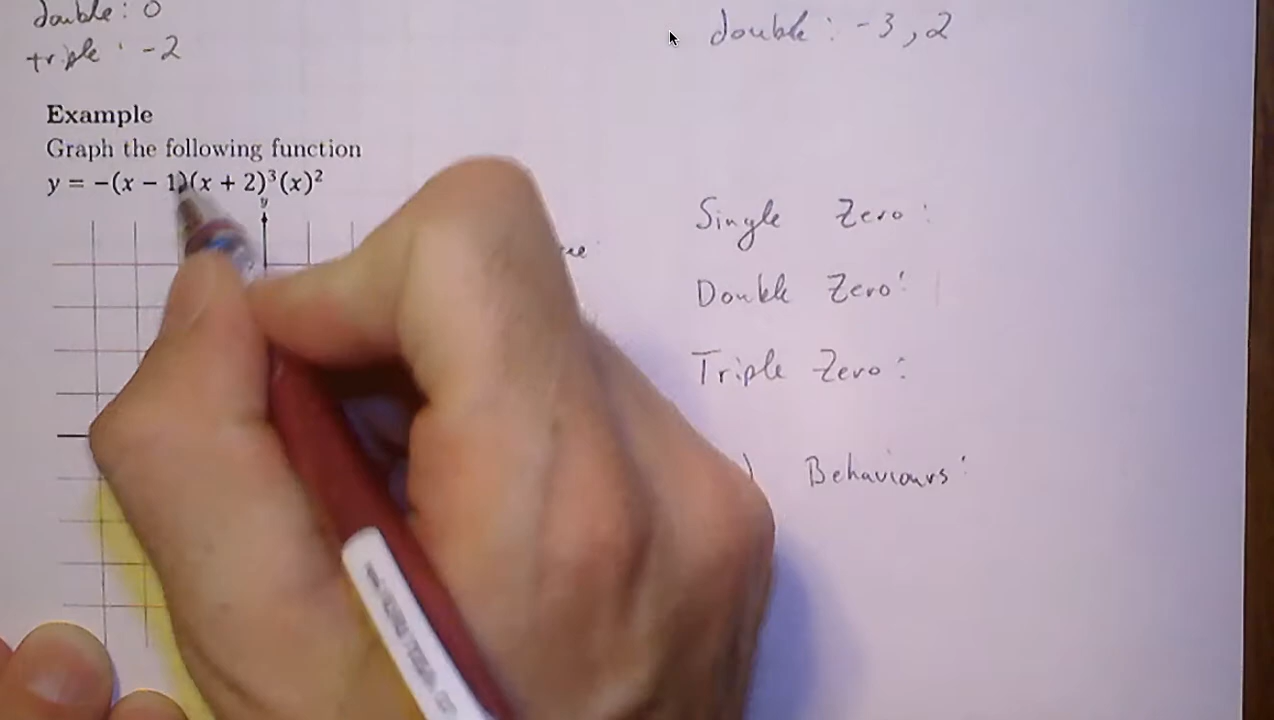 double: 0
triple: -2
double: -3, 2
Example
Graph the following function
y = -(x - 1)(x + 2)³(x)²
y
Single Zero:
Double Zero:
Triple Zero:
Behaviours: